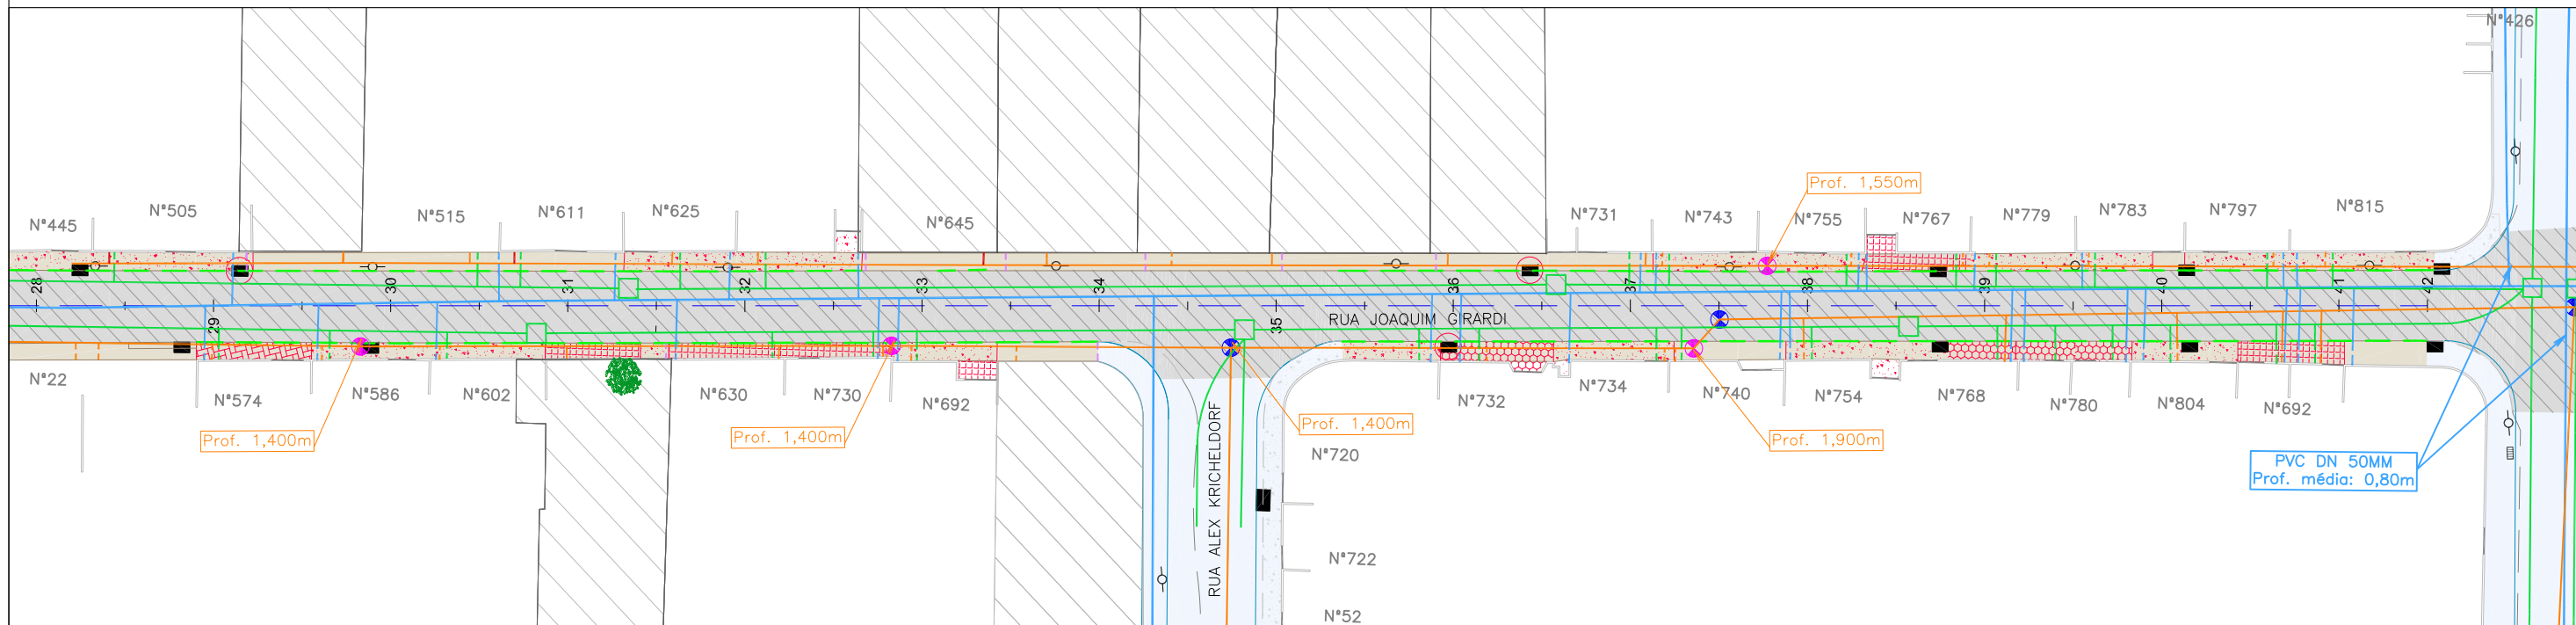 N°426
Prof. 1,550m
N°445
N°505
N°515
N°611
N°625
N°645
N°731
N°743
N°755
N°767
N°779
N°783
N°797
N°815
28
29
30
31
32
33
34
35
36
37
38
39
40
41
42
RUA JOAQUIM GIRARDI
N°22
N°574
N°586
N°602
N°630
N°730
N°692
N°732
N°734
N°740
N°754
N°768
N°780
N°804
N°692
Prof. 1,400m
Prof. 1,400m
Prof. 1,400m
Prof. 1,900m
RUA ALEX KRICHELDORF
N°720
N°722
N°52
PVC DN 50MM
Prof. média: 0,80m